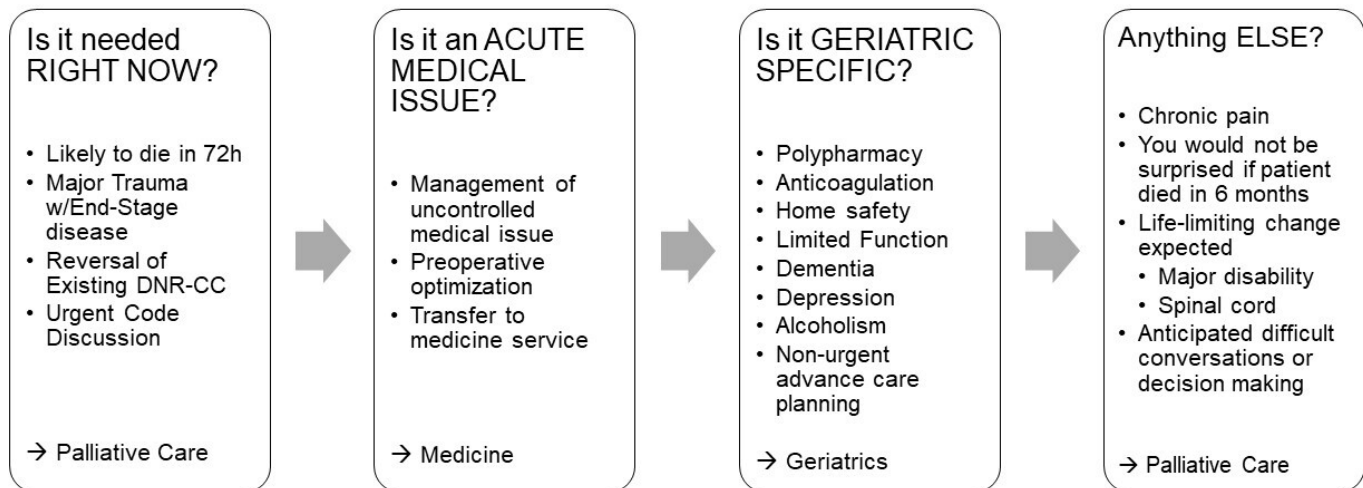 Is it needed
RIGHT NOW?
• Likely to die in 72h
• Major Trauma
w/End-Stage
disease
• Reversal of
Existing DNR-CC
• Urgent Code
Discussion
→ Palliative Care
Is it an ACUTE
MEDICAL
ISSUE?
• Management of
uncontrolled
medical issue
• Preoperative
optimization
• Transfer to
medicine service
→ Medicine
Is it GERIATRIC
SPECIFIC?
• Polypharmacy
• Anticoagulation
• Home safety
• Limited Function
• Dementia
• Depression
• Alcoholism
• Non-urgent
advance care
planning
→ Geriatrics
Anything ELSE?
• Chronic pain
• You would not be
surprised if patient
died in 6 months
• Life-limiting change
expected
• Major disability
• Spinal cord
• Anticipated difficult
conversations or
decision making
→ Palliative Care